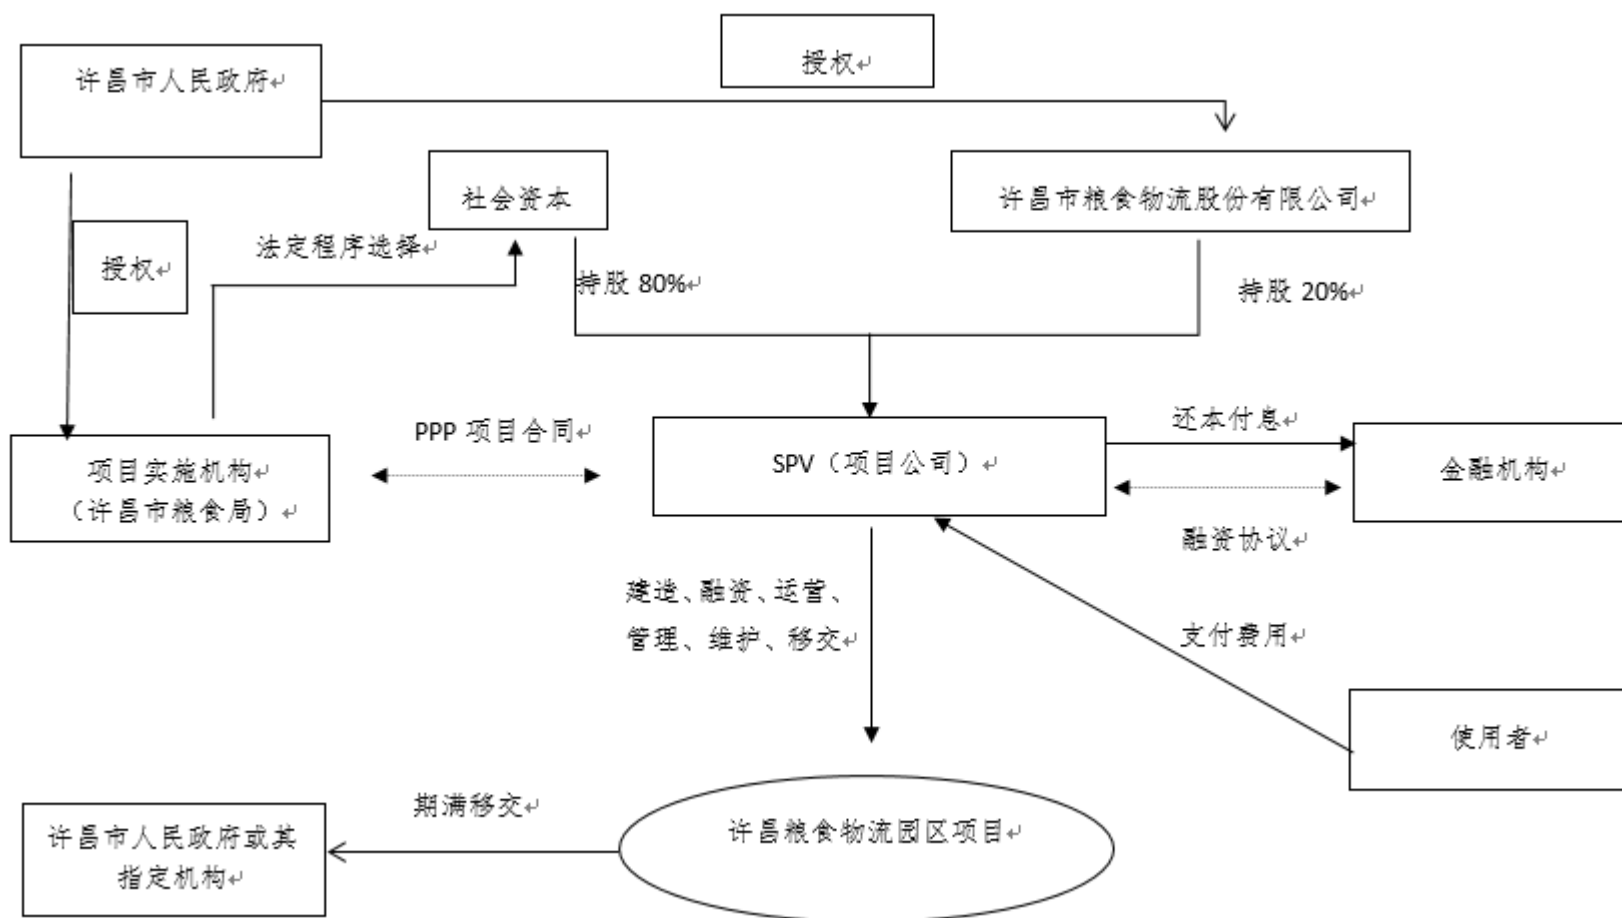 授权
许昌市人民政府
社会资本
许昌市粮食物流股份有限公司
授权
法定程序选择
持股 80%
持股 20%
PPP 项目合同
还本付息
项目实施机构
（许昌市粮食局）
SPV（项目公司）
金融机构
融资协议
建造、融资、运营、
管理、维护、移交
支付费用
使用者
期满移交
许昌粮食物流园区项目
许昌市人民政府或其
指定机构